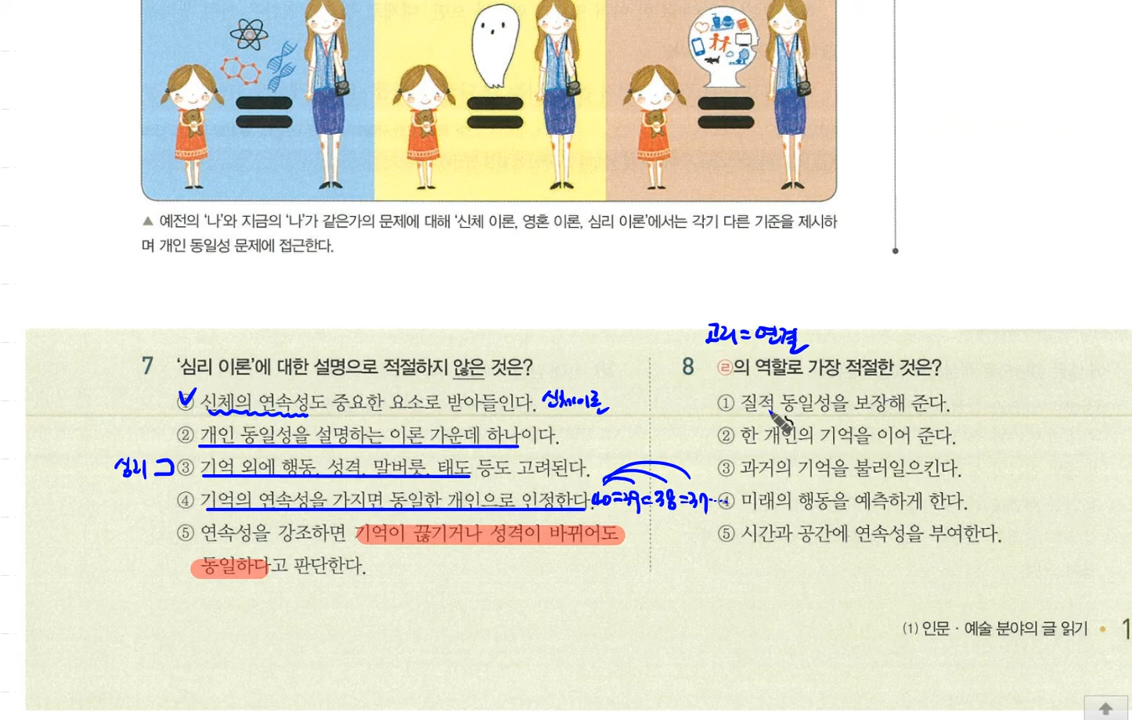 ▲ 예전의 ‘나’와 지금의 ‘나’가 같은가의 문제에 대해 ‘신체 이론, 영혼 이론, 심리 이론’에서는 각기 다른 기준을 제시하
며 개인 동일성 문제에 접근한다.
7 ‘심리 이론’에 대한 설명으로 적절하지 않은 것은?
① 신체의 연속성도 중요한 요소로 받아들인다. 신체이론
② 개인 동일성을 설명하는 이론 가운데 하나이다.
심리 ③ 기억 외에 행동, 성격, 말버릇, 태도 등도 고려된다.
④ 기억의 연속성을 가지면 동일한 개인으로 인정한다. 40=39=38=37…
⑤ 연속성을 강조하면 기억이 끊기거나 성격이 바뀌어도
동일하다고 판단한다.
고리=연결
8 ㉣의 역할로 가장 적절한 것은?
① 질적 동일성을 보장해 준다.
② 한 개인의 기억을 이어 준다.
③ 과거의 기억을 불러일으킨다.
④ 미래의 행동을 예측하게 한다.
⑤ 시간과 공간에 연속성을 부여한다.
(1) 인문·예술 분야의 글 읽기 • 1